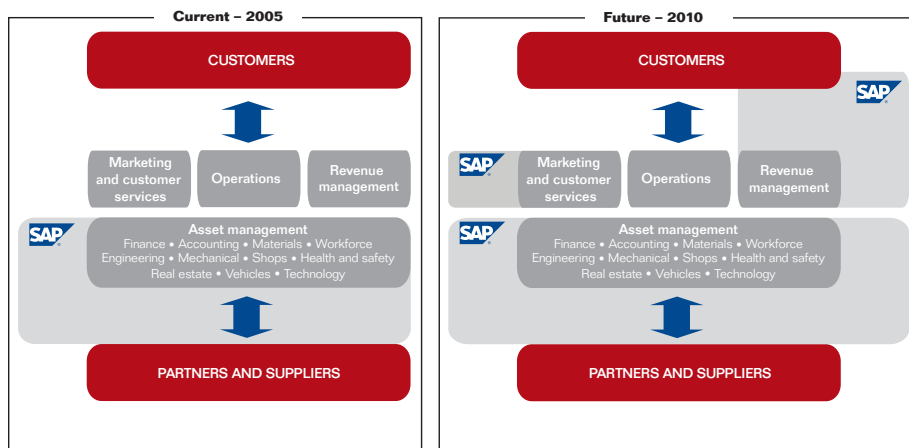 Current – 2005
CUSTOMERS
Marketing
and customer
services
Operations
Revenue
management
SAP
Asset management
Finance • Accounting • Materials • Workforce
Engineering • Mechanical • Shops • Health and safety
Real estate • Vehicles • Technology
PARTNERS AND SUPPLIERS
Future – 2010
CUSTOMERS
SAP
SAP
Marketing
and customer
services
Operations
Revenue
management
SAP
Asset management
Finance • Accounting • Materials • Workforce
Engineering • Mechanical • Shops • Health and safety
Real estate • Vehicles • Technology
PARTNERS AND SUPPLIERS